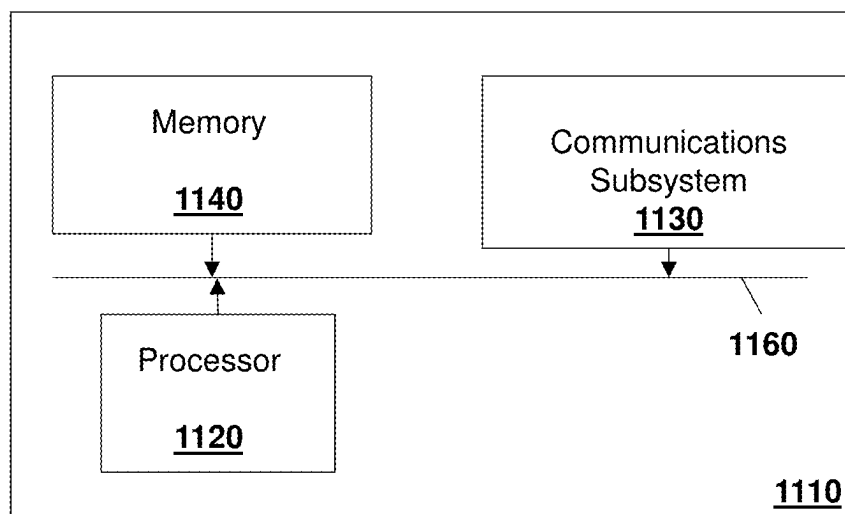 Memory
1140
Communications
Subsystem
1130
1160
Processor
1120
1110